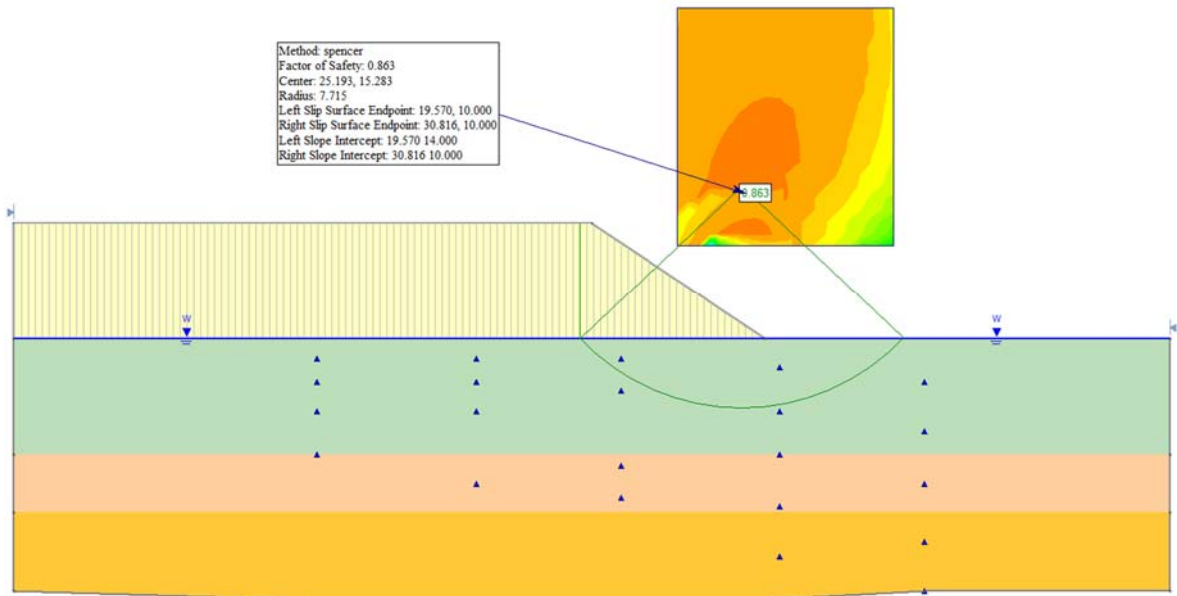 Method: spencer
Factor of Safety: 0.863
Center: 25.193, 15.283
Radius: 7.715
Left Slip Surface Endpoint: 19.570, 10.000
Right Slip Surface Endpoint: 30.816, 10.000
Left Slope Intercept: 19.570 14.000
Right Slope Intercept: 30.816 10.000
0.863
W
W